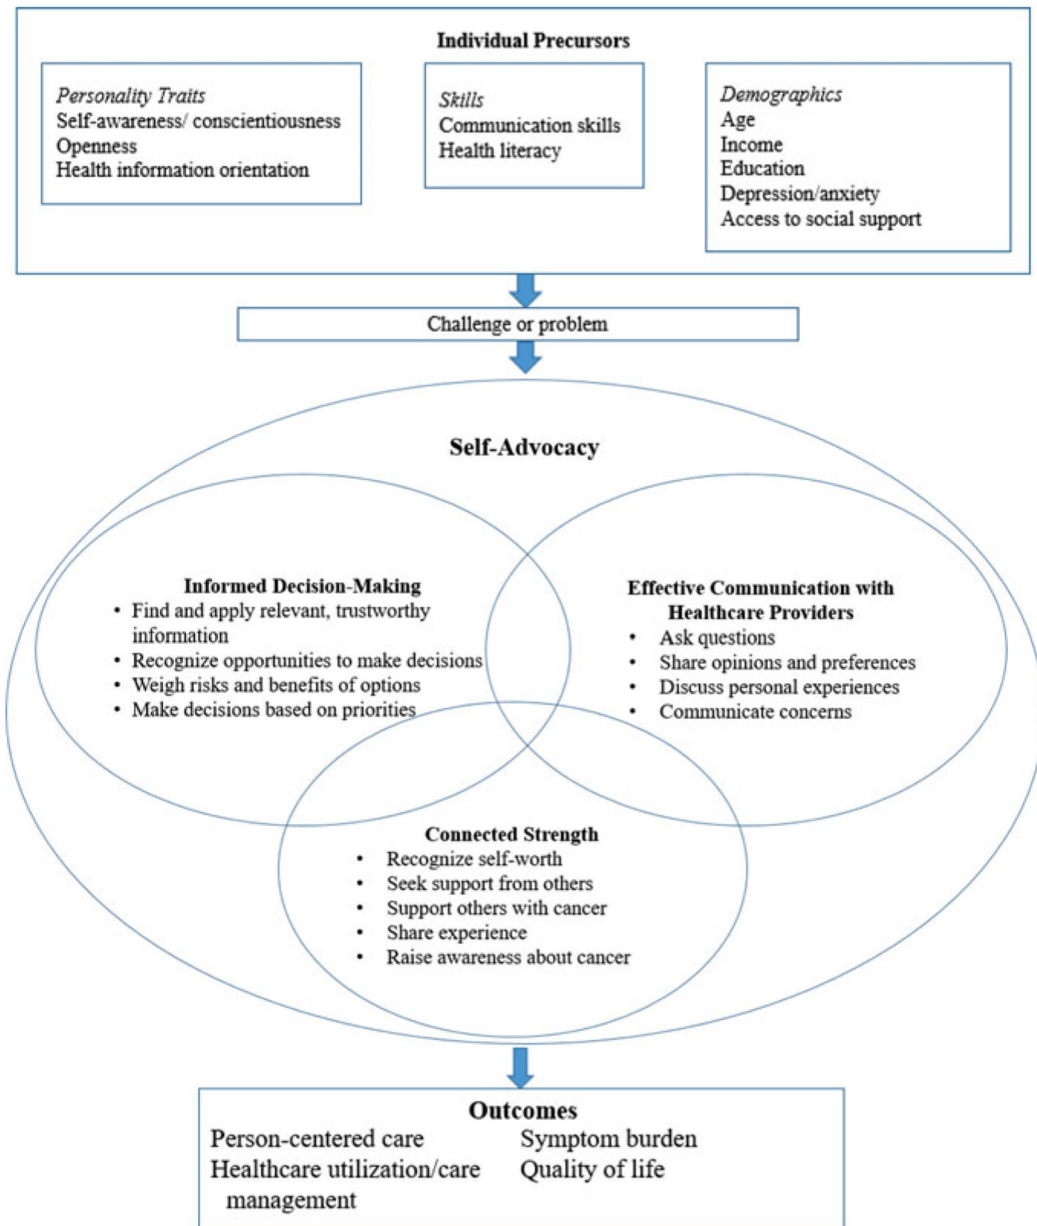 Individual Precursors
Personality Traits
Self-awareness/ conscientiousness
Openness
Health information orientation
Skills
Communication skills
Health literacy
Demographics
Age
Income
Education
Depression/anxiety
Access to social support
Challenge or problem
Self-Advocacy
Informed Decision-Making
• Find and apply relevant, trustworthy
information
• Recognize opportunities to make decisions
• Weigh risks and benefits of options
• Make decisions based on priorities
Effective Communication with
Healthcare Providers
• Ask questions
• Share opinions and preferences
• Discuss personal experiences
• Communicate concerns
Connected Strength
• Recognize self-worth
• Seek support from others
• Support others with cancer
• Share experience
• Raise awareness about cancer
Outcomes
Person-centered care
Healthcare utilization/care
management
Symptom burden
Quality of life